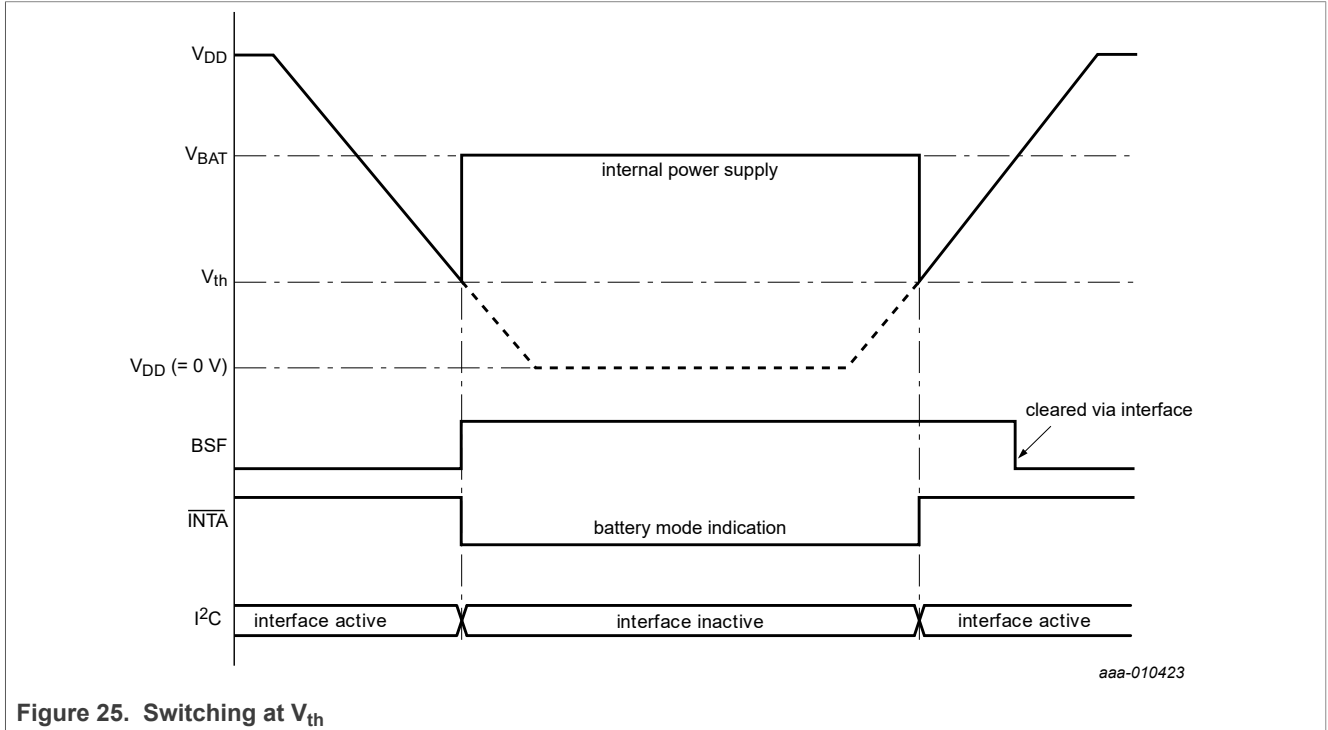 VDD
VBAT
internal power supply
Vth
VDD (= 0 V)
cleared via interface
BSF
INTA
battery mode indication
I2C
interface active
interface inactive
interface active
aaa-010423
Figure 25. Switching at Vth